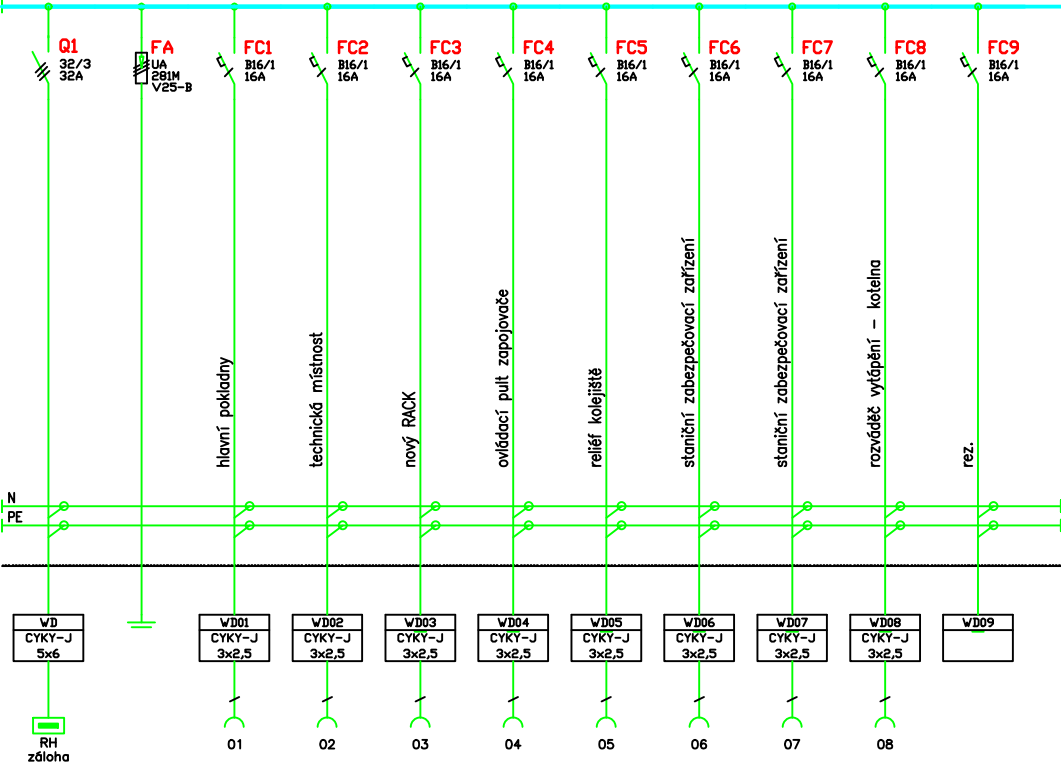 Q1
32/3
32A
FA
UA
281M
V25-B
FC1
B16/1
16A
FC2
B16/1
16A
FC3
B16/1
16A
FC4
B16/1
16A
FC5
B16/1
16A
FC6
B16/1
16A
FC7
B16/1
16A
FC8
B16/1
16A
FC9
B16/1
16A
hlavní pokladny
technická místnost
nový RACK
ovládací pult zapojovače
reliéf kolejiště
staniční zabezpečovací zařízení
staniční zabezpečovací zařízení
rozváděč vytápění - kotelna
rez.
N
PE
WD
CYKY-J
5x6
WD01
CYKY-J
3x2,5
WD02
CYKY-J
3x2,5
WD03
CYKY-J
3x2,5
WD04
CYKY-J
3x2,5
WD05
CYKY-J
3x2,5
WD06
CYKY-J
3x2,5
WD07
CYKY-J
3x2,5
WD08
CYKY-J
3x2,5
WD09
RH
záloha
01
02
03
04
05
06
07
08